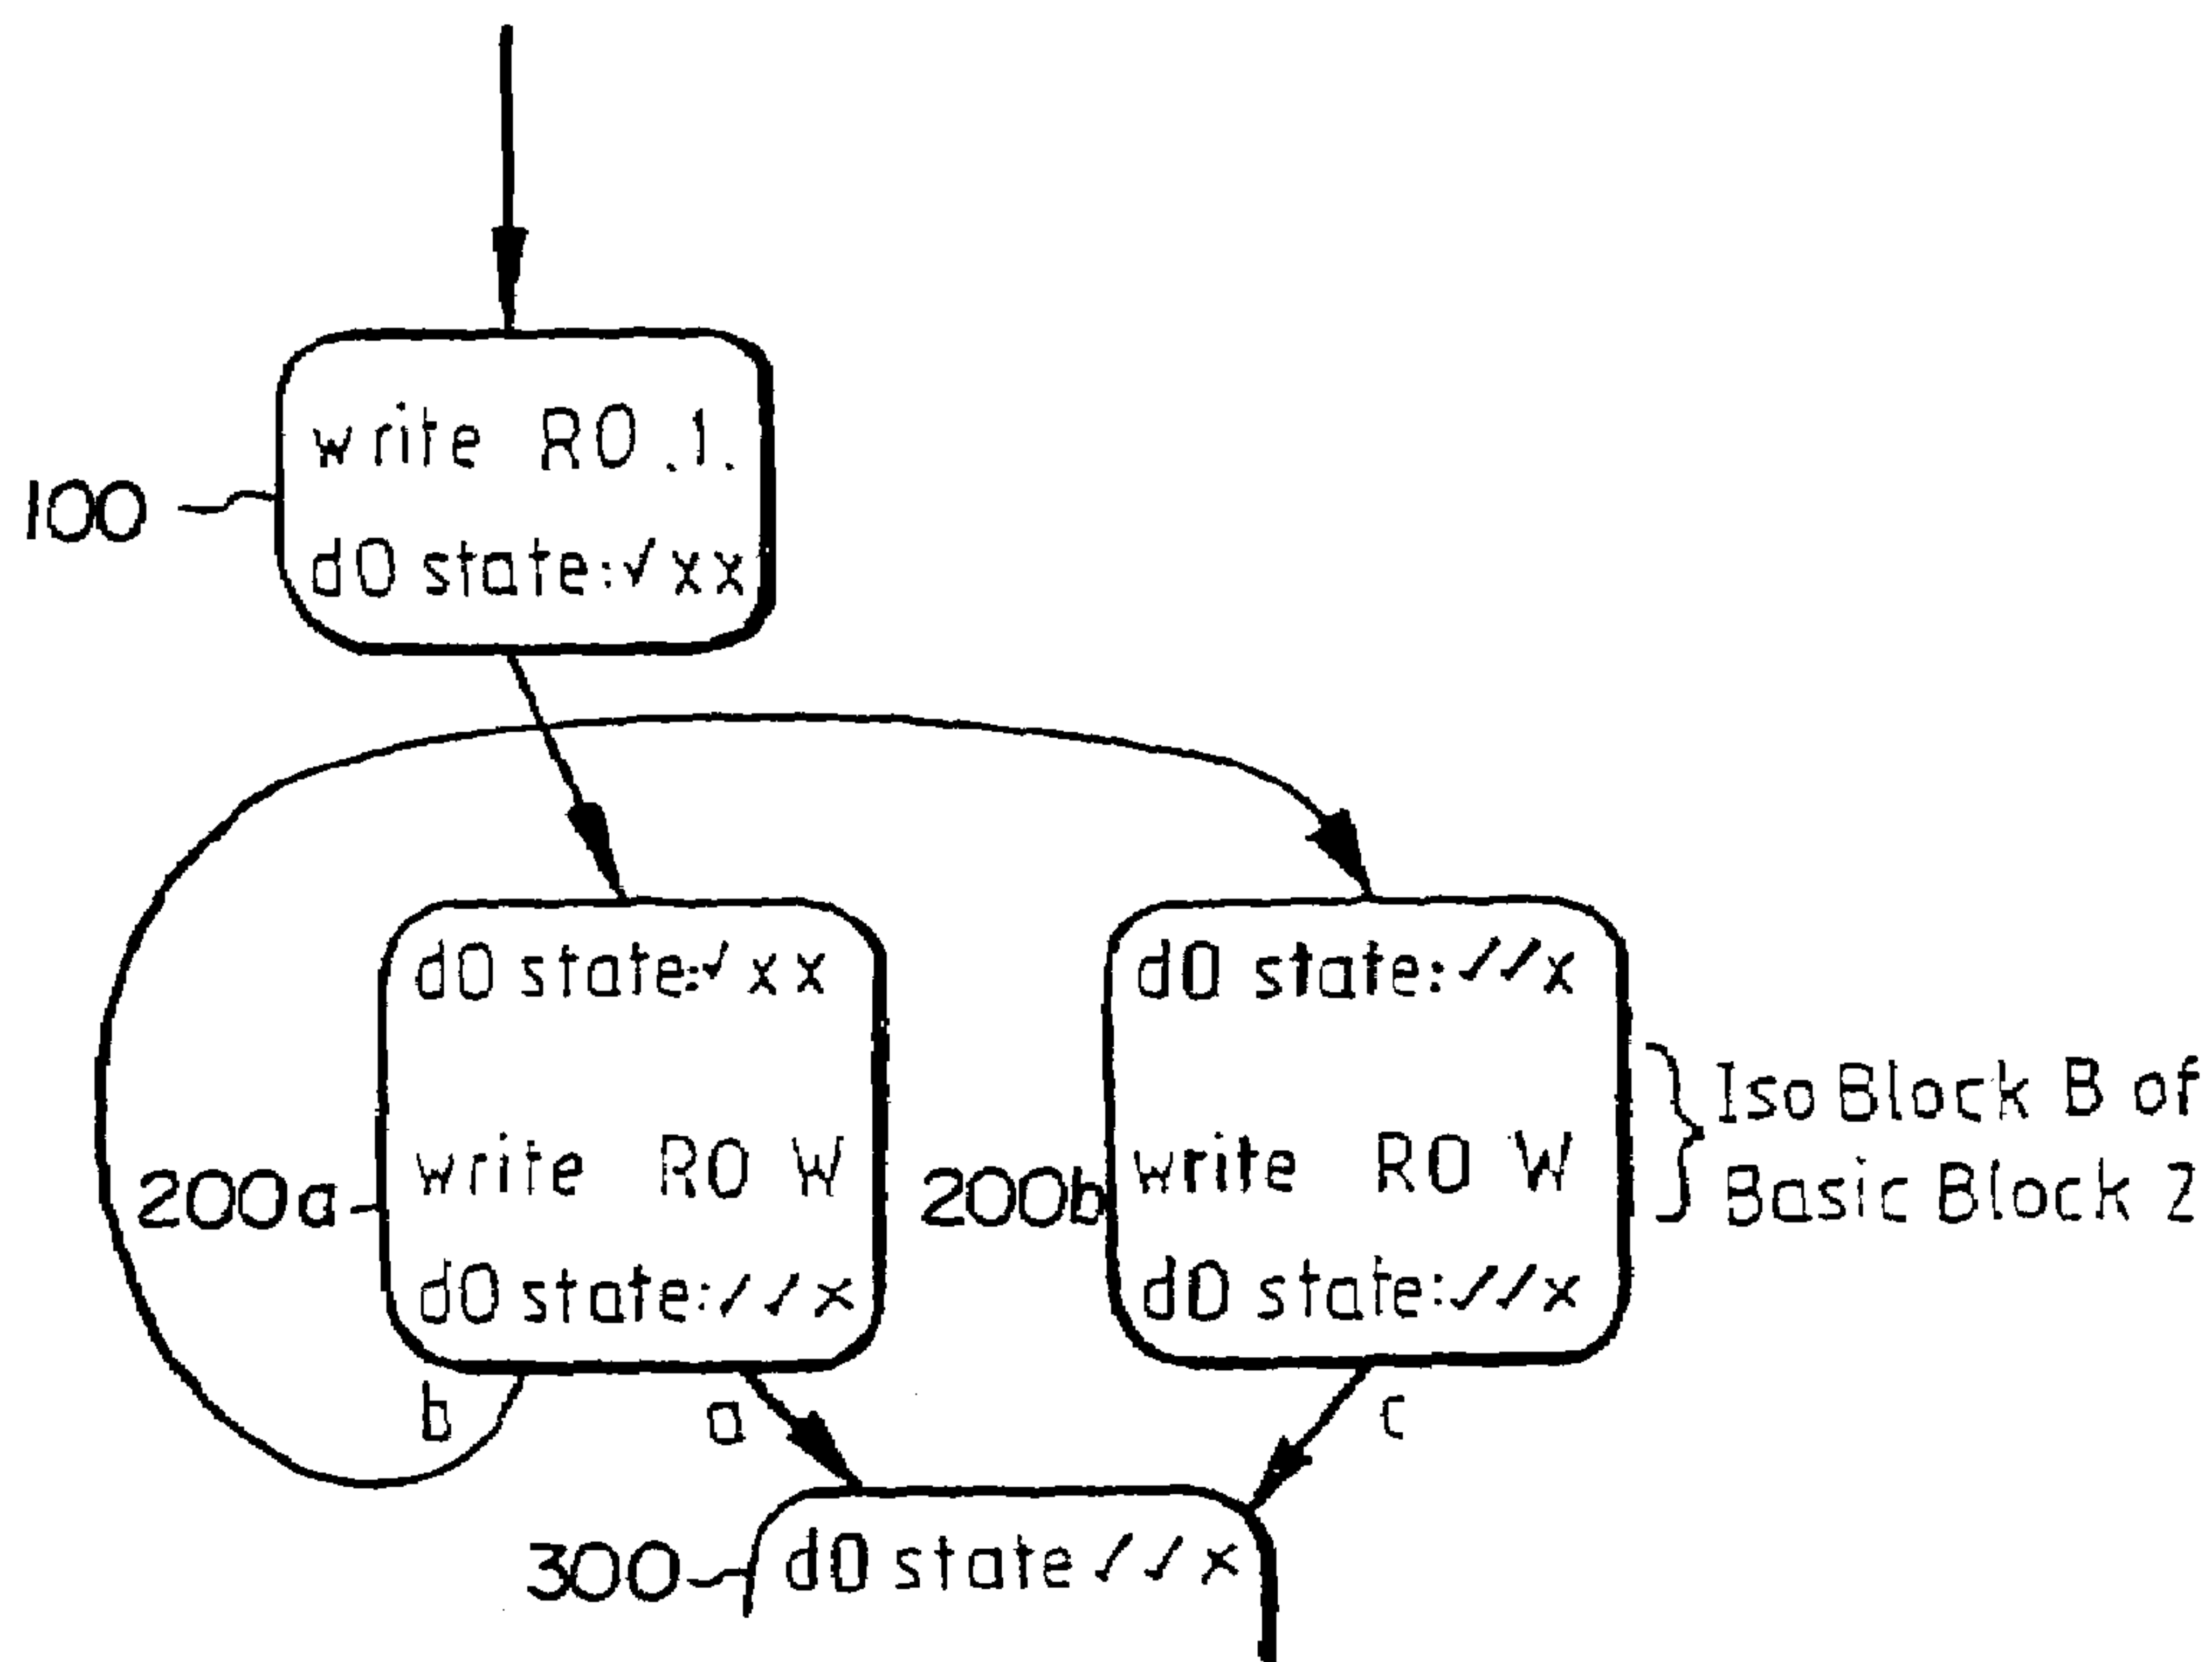 write R0 .1.
100
d0 state:✓xx
d0 state:✓xx
write R0 W
200a
d0 state:✓✓x
d0 state:✓✓x
write R0 W
200b
d0 state:✓✓x
Iso Block B of
Basic Block 2
b
a
c
300
d0 state ✓✓x